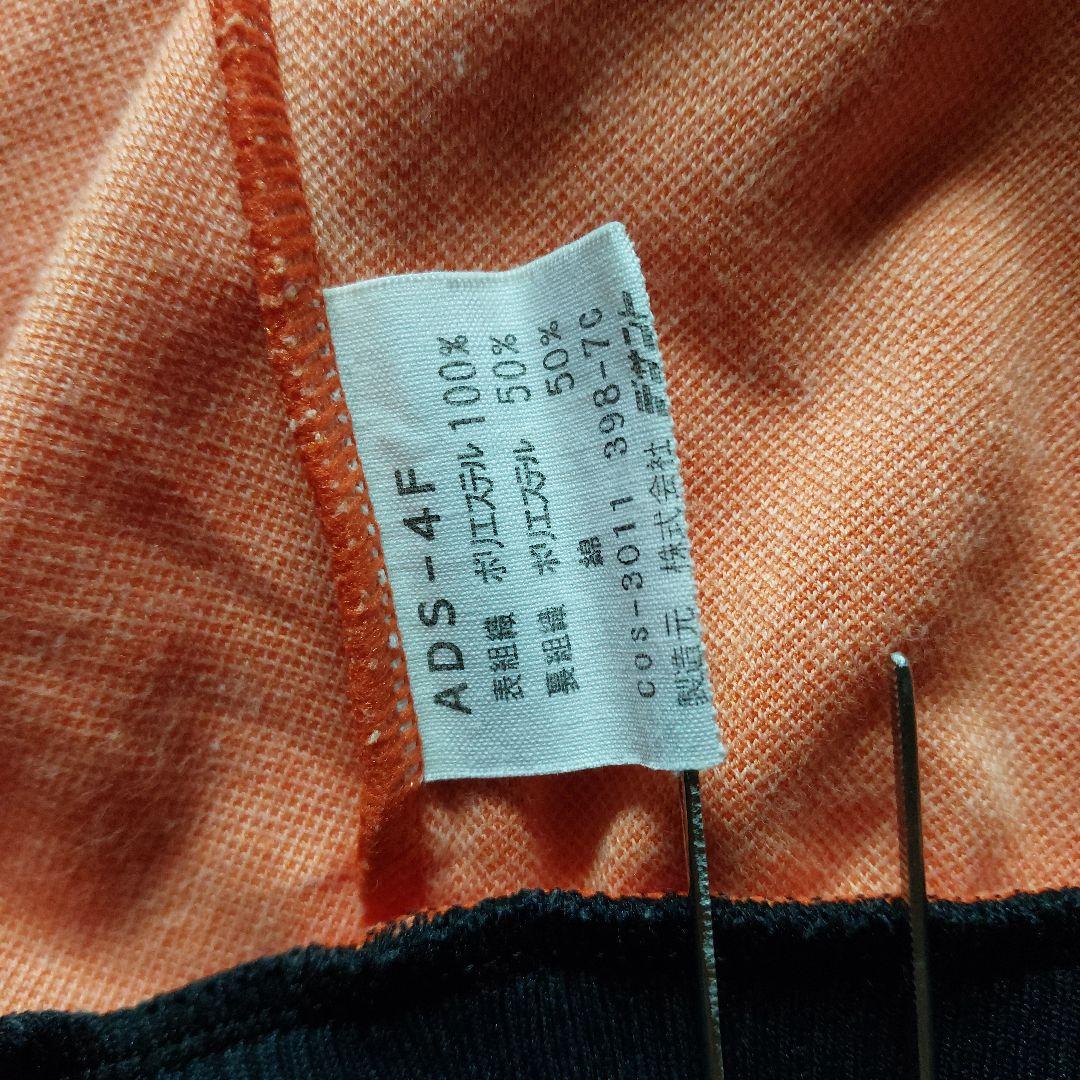 ADS-4F
表組織 ポリエステル 100%
裏組織 ポリエステル 50%
綿 50%
COS-3011 398-7C
製造元 株式会社 デサント